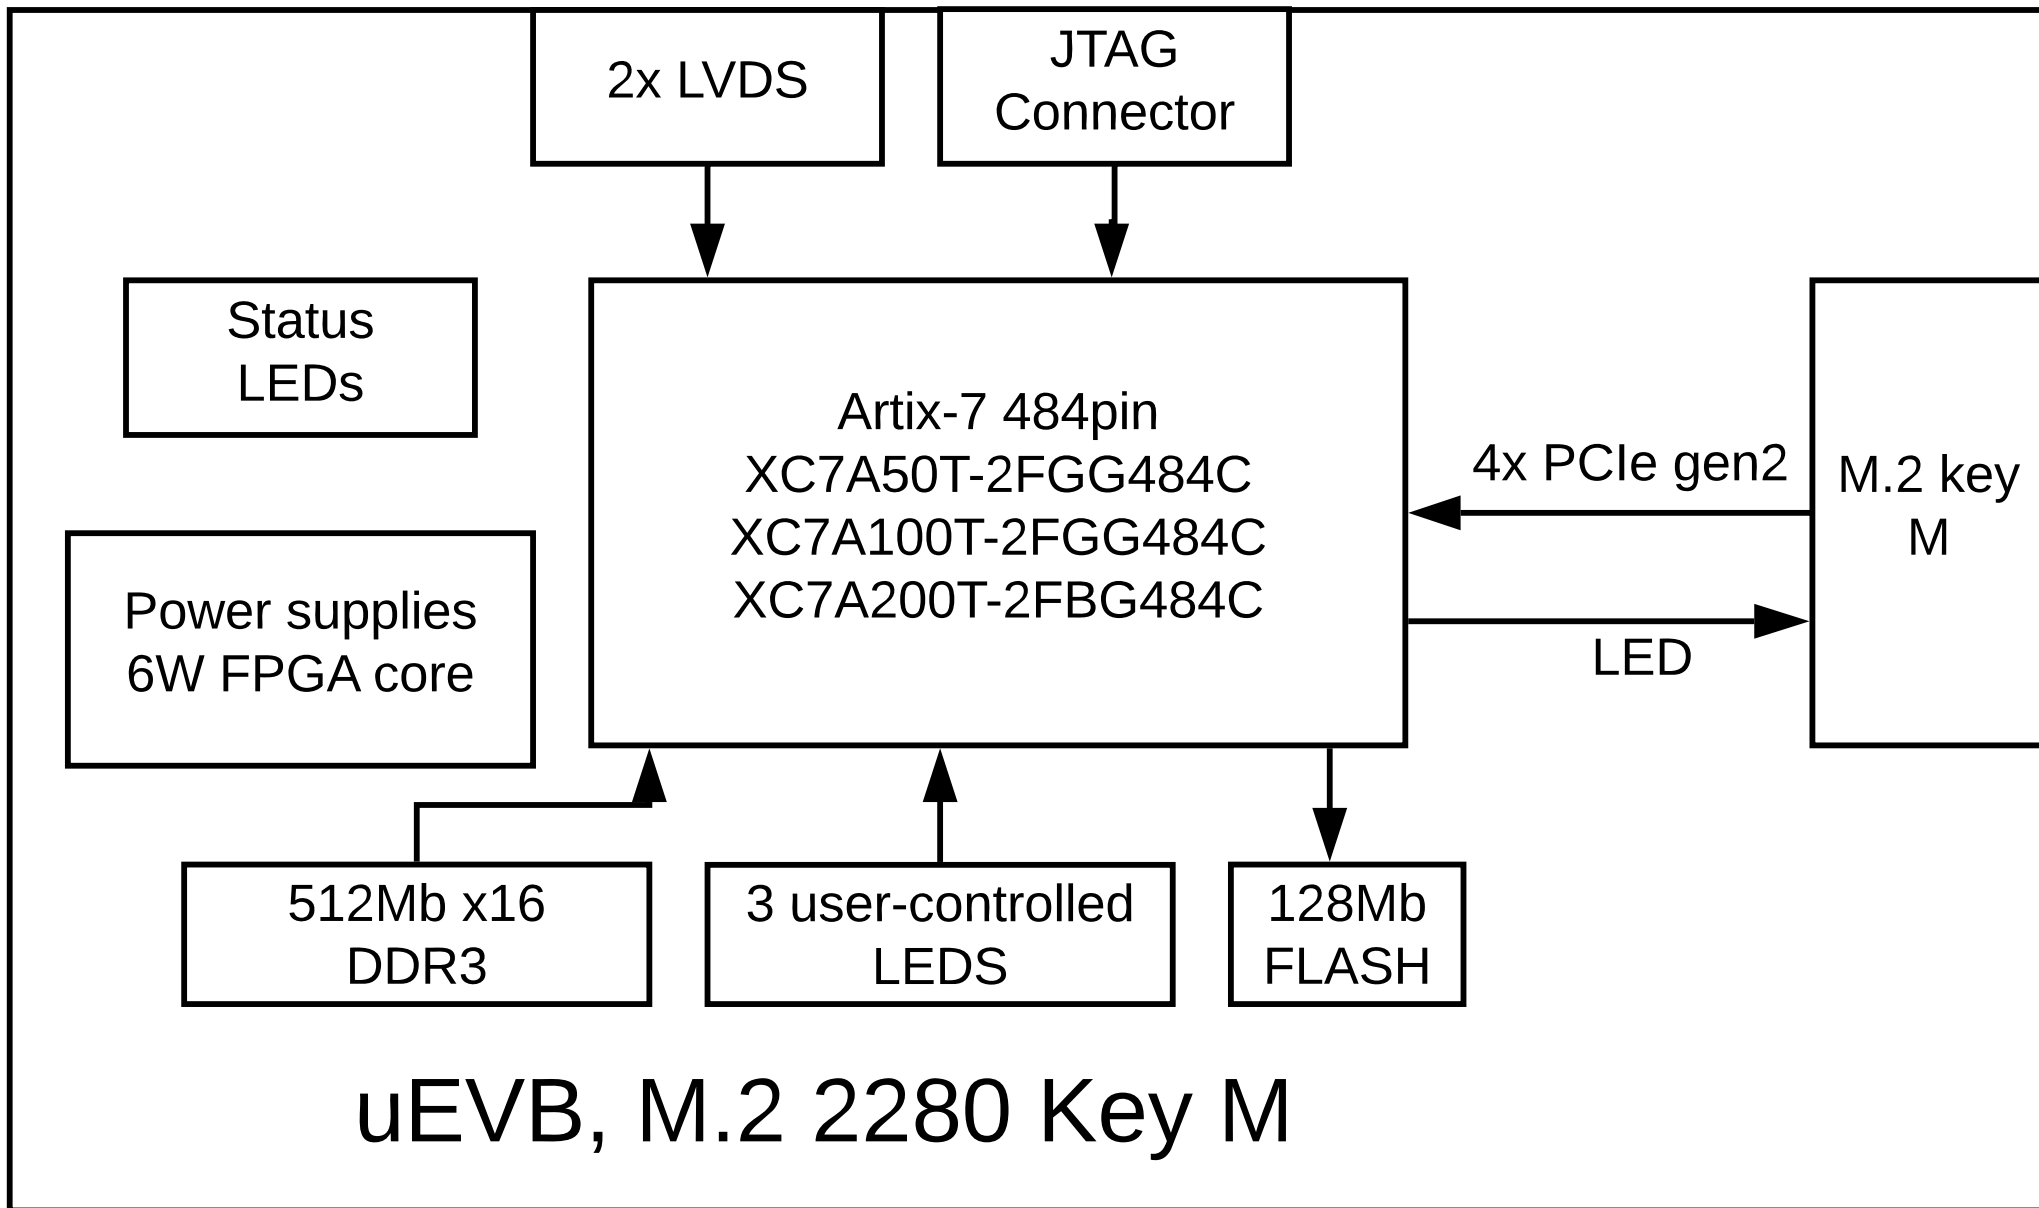 2x LVDS
JTAG
Connector
Status
LEDs
Artix-7 484pin
XC7A50T-2FGG484C
XC7A100T-2FGG484C
XC7A200T-2FBG484C
4x PCIe gen2
M.2 key
M
LED
Power supplies
6W FPGA core
512Mb x16
DDR3
3 user-controlled
LEDS
128Mb
FLASH
uEVB, M.2 2280 Key M